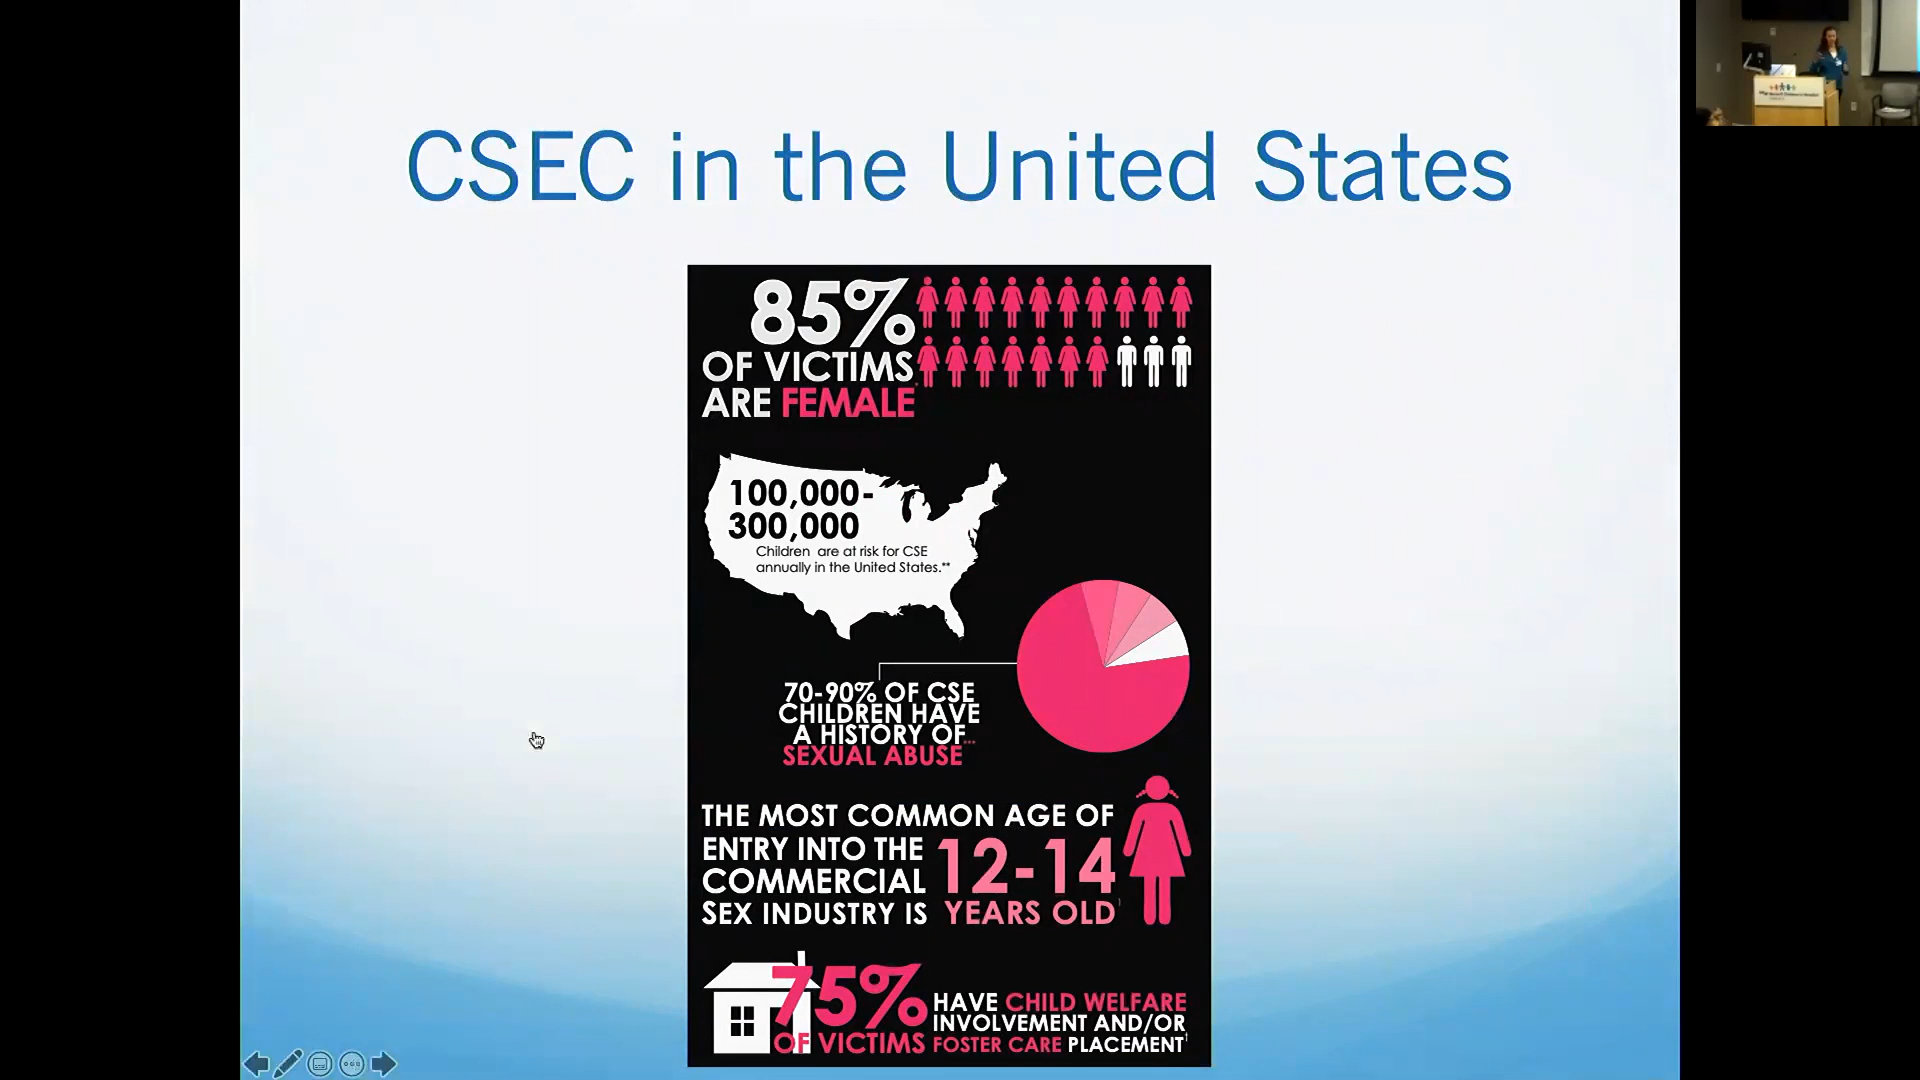 CSEC in the United States
85%
OF VICTIMS
ARE FEMALE
100,000-
300,000
Children are at risk for CSE
annually in the United States.**
70-90% OF CSE
CHILDREN HAVE
A HISTORY OF...
SEXUAL ABUSE
THE MOST COMMON AGE OF
ENTRY INTO THE
COMMERCIAL
SEX INDUSTRY IS
12-14
YEARS OLD
75%
OF VICTIMS
HAVE CHILD WELFARE
INVOLVEMENT AND/OR
FOSTER CARE PLACEMENT